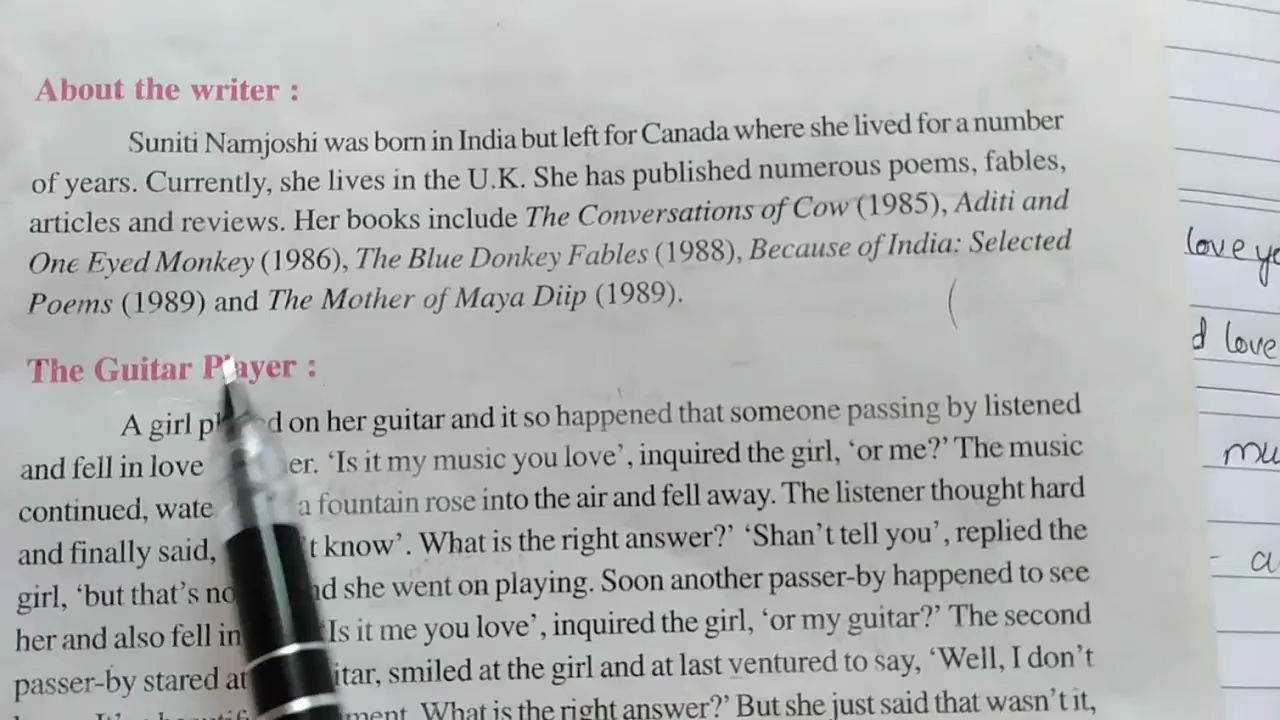 About the writer :
Suniti Namjoshi was born in India but left for Canada where she lived for a number
of years. Currently, she lives in the U.K. She has published numerous poems, fables,
articles and reviews. Her books include The Conversations of Cow (1985), Aditi and
One Eyed Monkey (1986), The Blue Donkey Fables (1988), Because of India: Selected
Poems (1989) and The Mother of Maya Diip (1989).
The Guitar Player :
A girl on her guitar and it so happened that someone passing by listened
and fell in love 'Is it my music you love', inquired the girl, 'or me?' The music
continued, a fountain rose into the air and fell away. The listener thought hard
and finally said, know'. What is the right answer?' 'Shan't tell you', replied the
girl, 'but that's she went on playing. Soon another passer-by happened to see
her and also fell in 'Is it me you love', inquired the girl, 'or my guitar?' The second
passer-by stared at smiled at the girl and at last ventured to say, 'Well, I don't
What is the right answer?' But she just said that wasn't it,
love
love